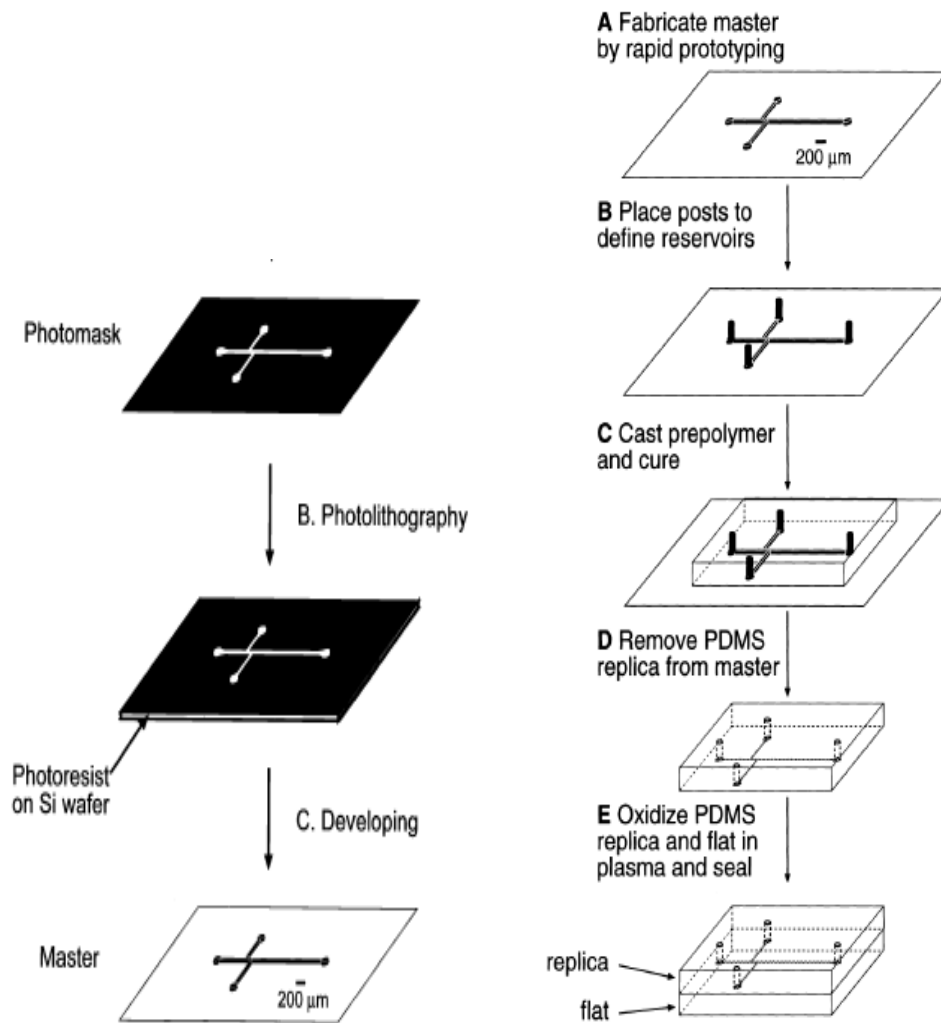 Photomask
B. Photolithography
Photoresist
on Si wafer
C. Developing
Master
200 µm
A Fabricate master
by rapid prototyping
200 µm
B Place posts to
define reservoirs
C Cast prepolymer
and cure
D Remove PDMS
replica from master
E Oxidize PDMS
replica and flat in
plasma and seal
replica
flat